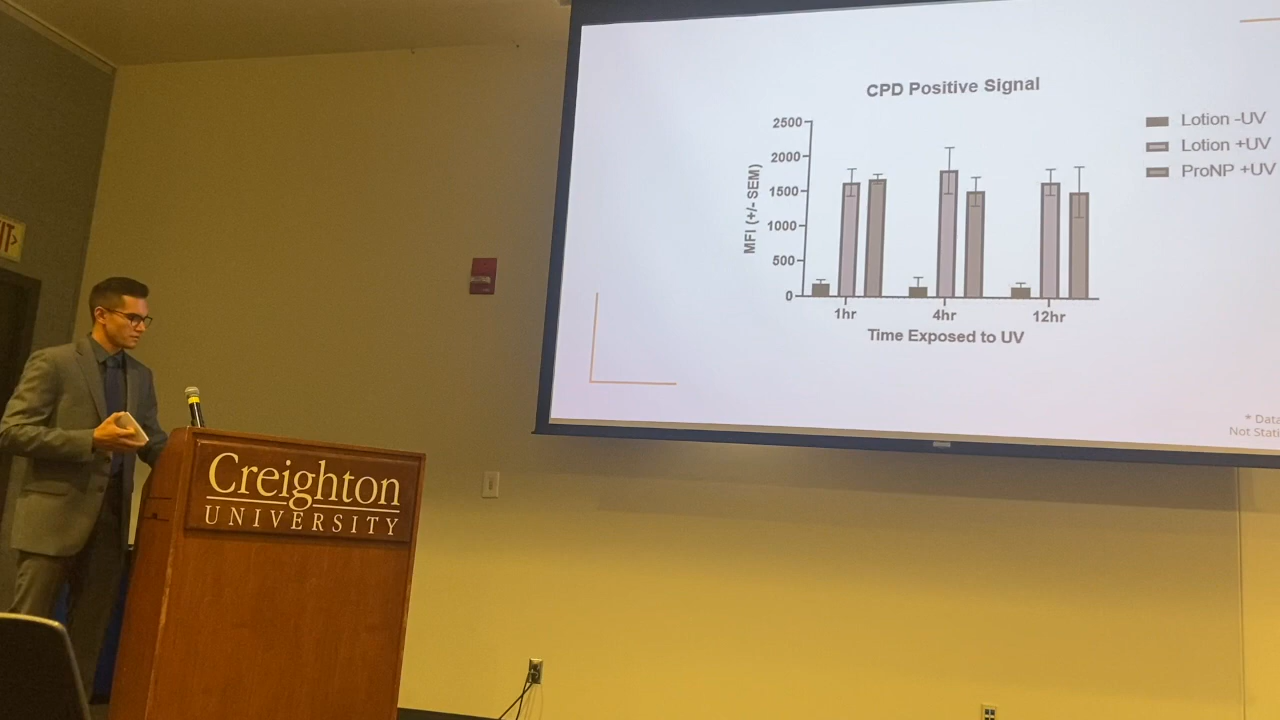 CPD Positive Signal
2500
2000
1500
1000
500
0
MFI (+/- SEM)
1hr 4hr 12hr
Time Exposed to UV
Lotion -UV
Lotion +UV
ProNP +UV
* Data
Not Stati
IT>
Creighton
UNIVERSITY